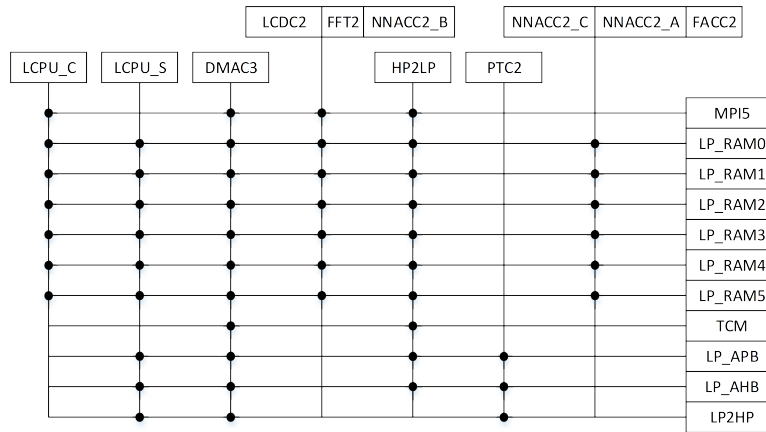 LCDC2 FFT2 NNACC2_B NNACC2_C NNACC2_A FACC2
LCPU_C LCPU_S DMAC3 HP2LP PTC2
MPI5
LP_RAM0
LP_RAM1
LP_RAM2
LP_RAM3
LP_RAM4
LP_RAM5
TCM
LP_APB
LP_AHB
LP2HP